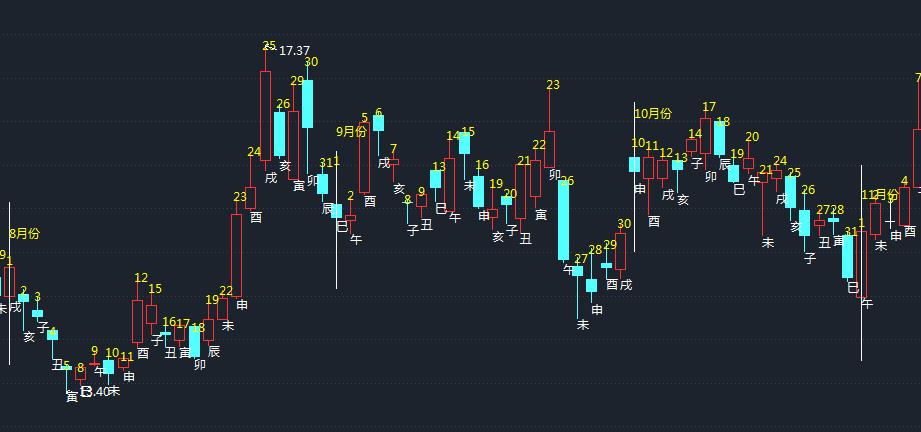 25
17.37
30
26
29
24
亥
戌
寅
卯
31
1
辰
23
酉
申
8月份
9
1
未
戌
2
3
亥
子
4
丑
5
8
寅
13.40
9
10
11
午
未
申
12
15
酉
16
17
18
子
丑
寅
卯
19
22
辰
未
9月份
5
6
7
2
巳
午
酉
戌
亥
8
9
子
丑
13
14
15
巳
午
未
16
19
20
申
亥
子
21
22
23
丑
寅
卯
26
27
28
29
30
午
未
申
酉
戌
10月份
10
11
12
13
14
17
18
申
酉
戌
亥
子
卯
辰
19
20
21
24
25
26
巳
午
未
戌
亥
子
27
28
31
1
丑
寅
巳
午
11月份
4
7
未
申
酉